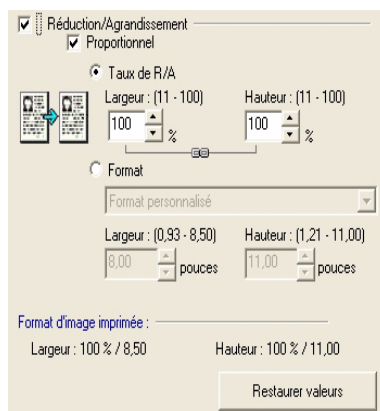 Réduction/Agrandissement
Proportionnel
Taux de R/A
Largeur : (11 - 100) Hauteur : (11 - 100)
100 % 100 %
Format
Format personnalisé
Largeur : (0,93 - 8,50) Hauteur : (1,21 - 11,00)
8,00 pouces 11,00 pouces
Format d'image imprimée :
Largeur : 100 % / 8,50 Hauteur : 100 % / 11,00
Restaurer valeurs